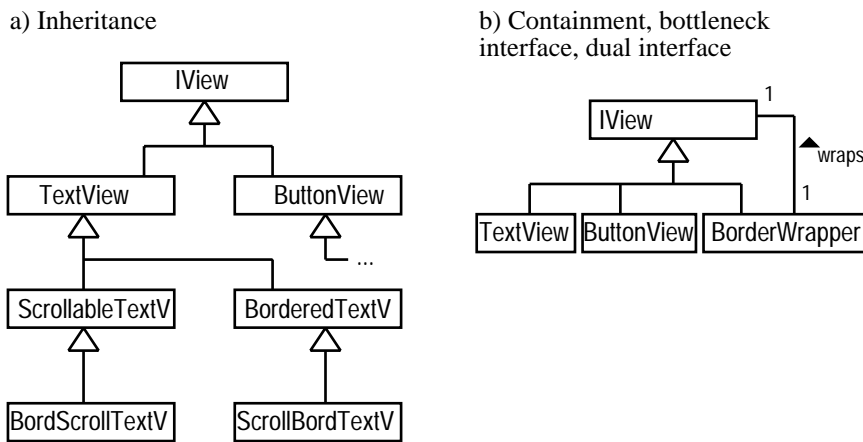 a) Inheritance
IView
TextView
ButtonView
...
ScrollableTextV
BorderedTextV
BordScrollTextV
ScrollBordTextV
b) Containment, bottleneck
interface, dual interface
1
IView
wraps
1
TextView
ButtonView
BorderWrapper